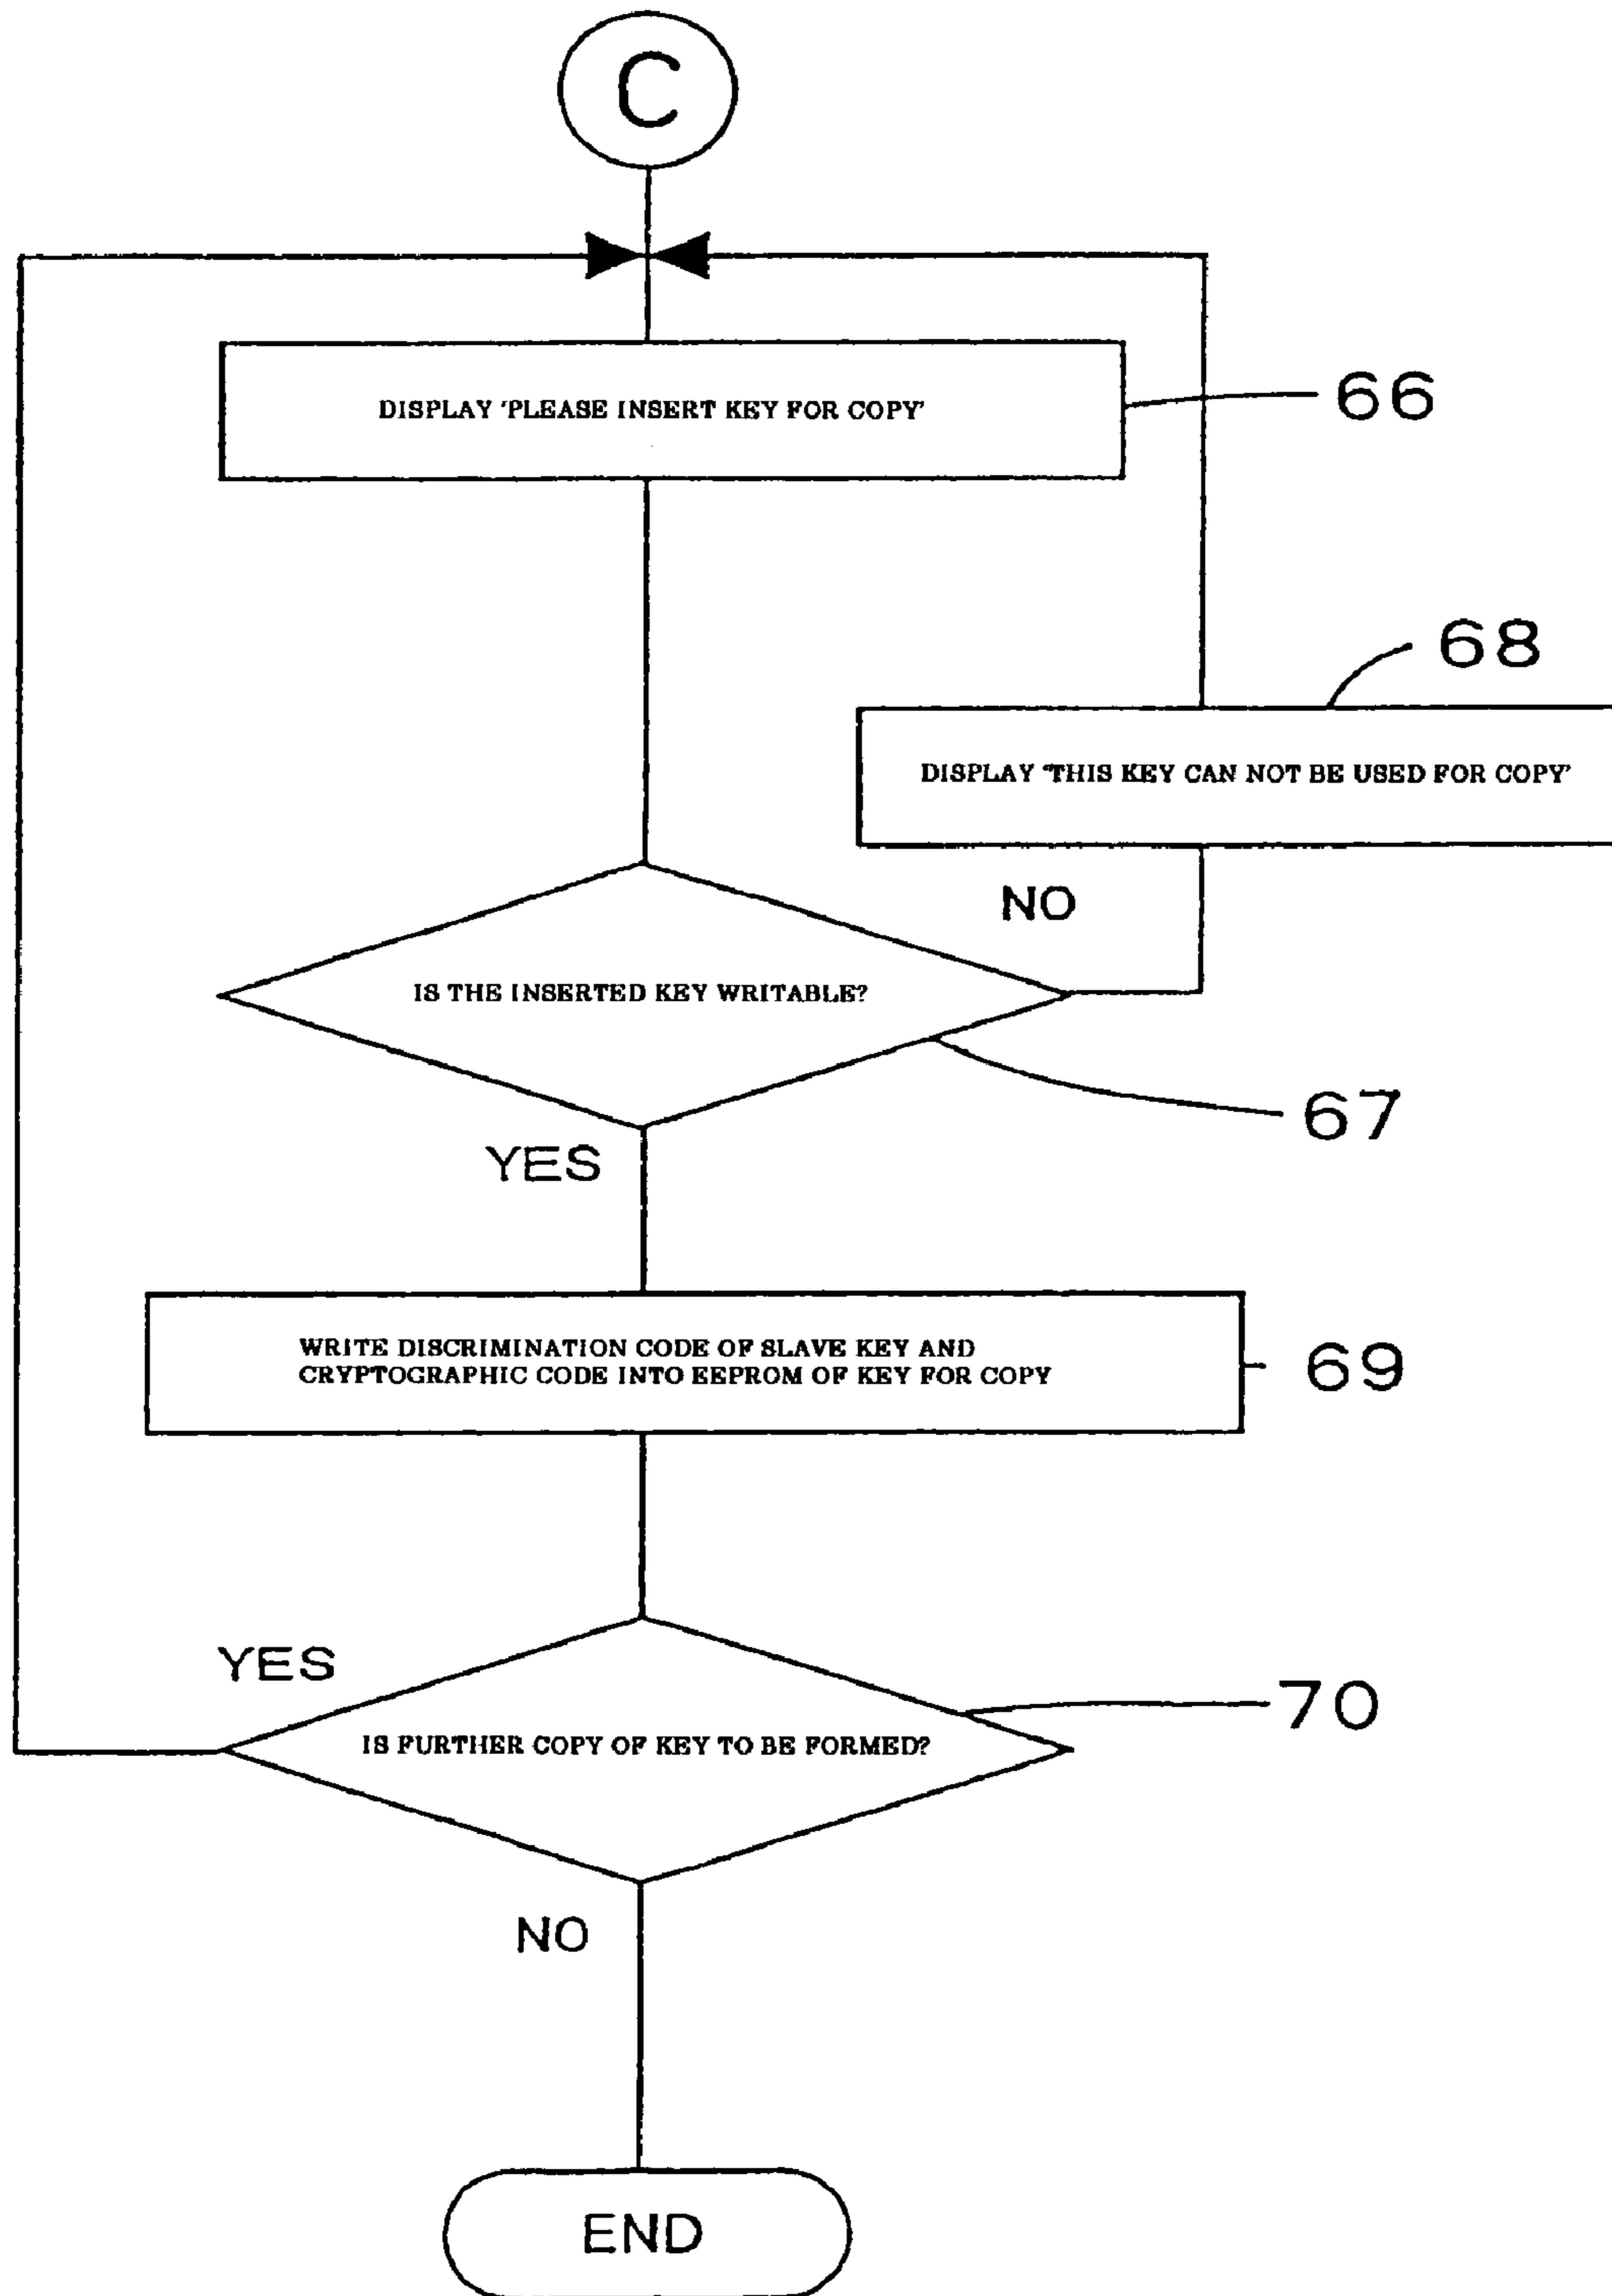 C
DISPLAY 'PLEASE INSERT KEY FOR COPY'
66
68
DISPLAY 'THIS KEY CAN NOT BE USED FOR COPY'
NO
IS THE INSERTED KEY WRITABLE?
67
YES
WRITE DISCRIMINATION CODE OF SLAVE KEY AND
CRYPTOGRAPHIC CODE INTO EEPROM OF KEY FOR COPY
69
YES
70
IS FURTHER COPY OF KEY TO BE FORMED?
NO
END